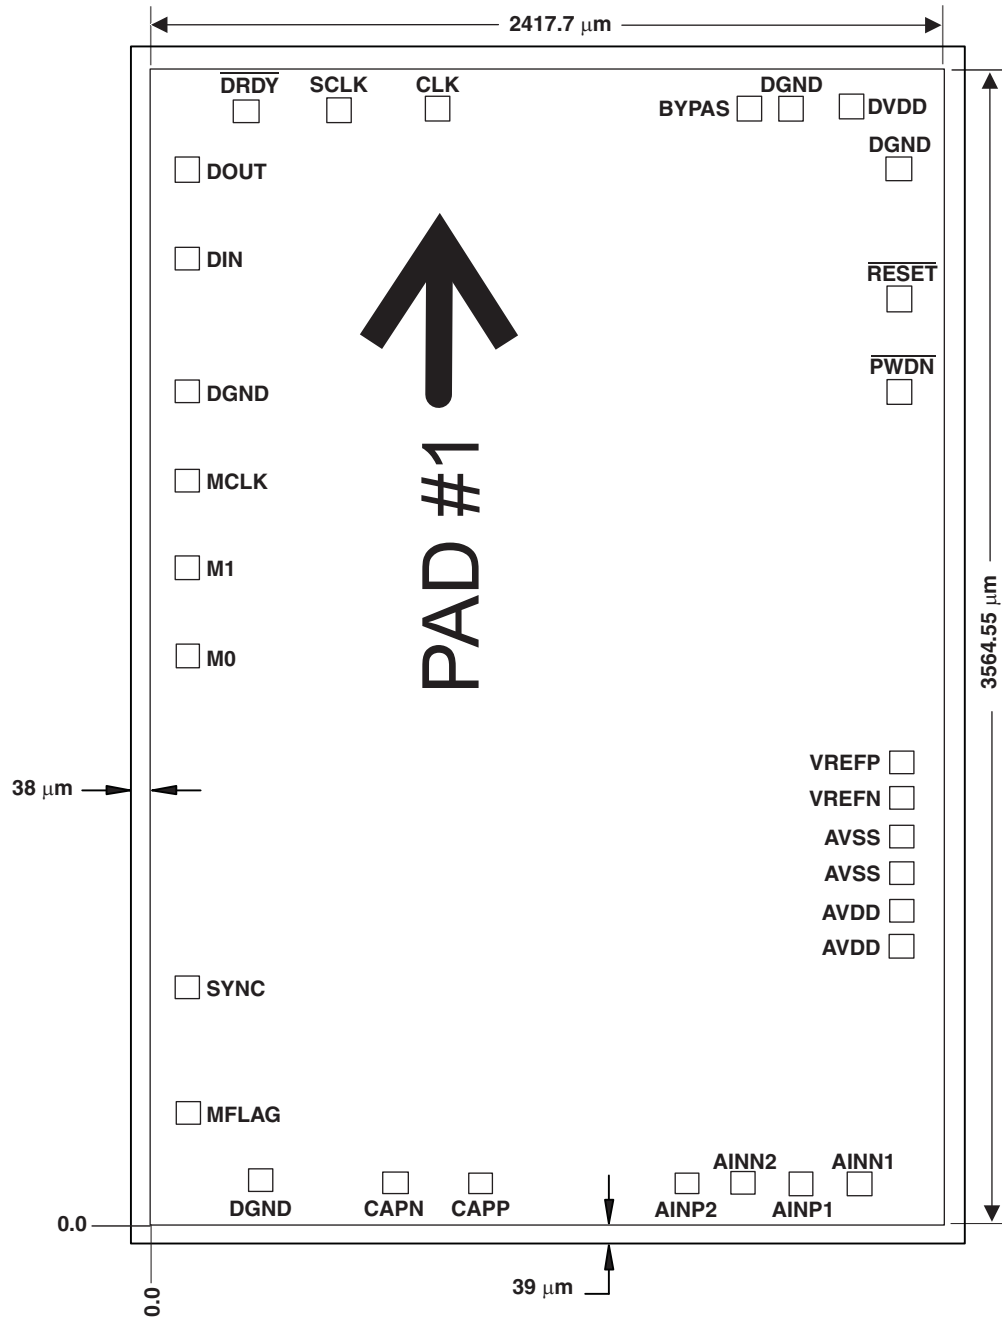 2417.7 μm
DRDY SCLK CLK DGND
BYPAS DVDD
DGND
DOUT
DIN
RESET
PWDN
DGND
MCLK
M1
M0
PAD #1
3564.55 μm
VREFP
38 μm
VREFN
AVSS
AVSS
AVDD
AVDD
SYNC
MFLAG
AINN2 AINN1
DGND CAPN CAPP AINP2 AINP1
0.0
39 μm
0.0